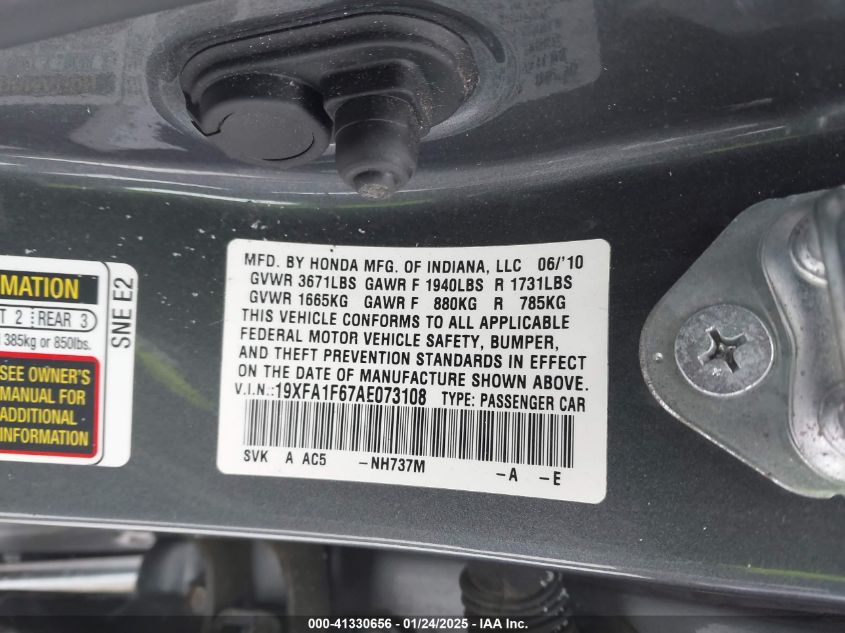 MFD. BY HONDA MFG. OF INDIANA, LLC 06/'10
GVWR 3671LBS GAWR F 1940LBS R 1731LBS
GVWR 1665KG GAWR F 880KG R 785KG
THIS VEHICLE CONFORMS TO ALL APPLICABLE
FEDERAL MOTOR VEHICLE SAFETY, BUMPER,
AND THEFT PREVENTION STANDARDS IN EFFECT
ON THE DATE OF MANUFACTURE SHOWN ABOVE.
V.I.N.:19XFA1F67AE073108 TYPE: PASSENGER CAR
SVK A AC5 -NH737M -A -E
MATION
2 REAR 3
385kg or 850lbs.
SEE OWNER'S
MANUAL FOR
ADDITIONAL
INFORMATION
SNE E2
000-41330656 - 01/24/2025 - IAA Inc.